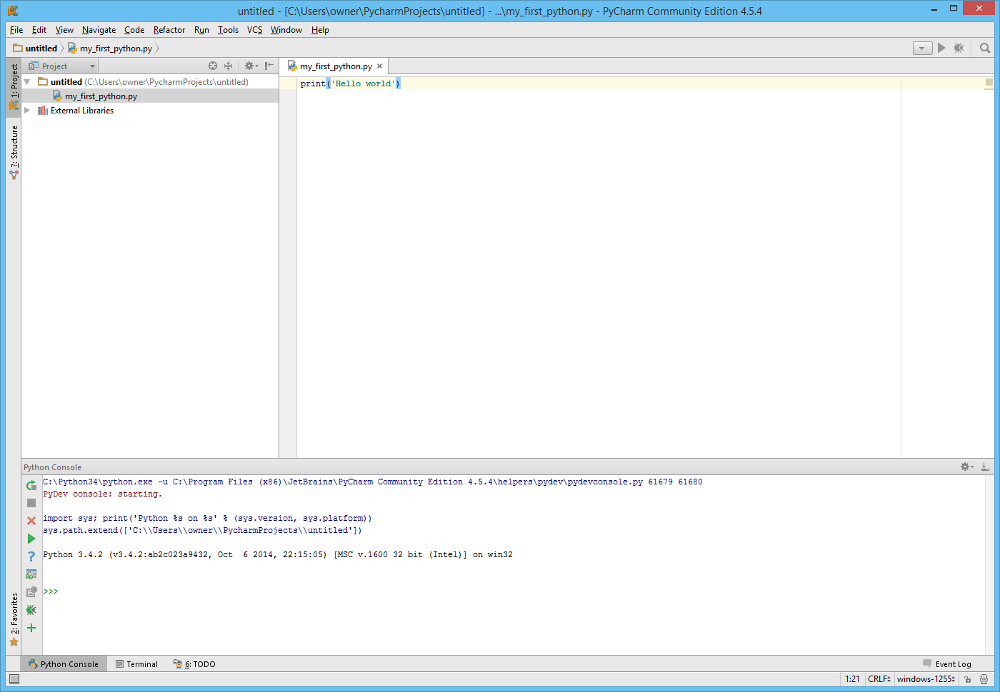 untitled - [C:\Users\owner\PycharmProjects\untitled] - ...\my_first_python.py - PyCharm Community Edition 4.5.4
File Edit View Navigate Code Refactor Run Tools VCS Window Help
untitled my_first_python.py
1: Project
7: Structure
2: Favorites
Project
untitled (C:\Users\owner\PycharmProjects\untitled)
my_first_python.py
External Libraries
my_first_python.py
print('Hello world')
Python Console
C:\Python34\python.exe -u C:\Program Files (x86)\JetBrains\PyCharm Community Edition 4.5.4\helpers\pydev\pydevconsole.py 61679 61680
PyDev console: starting.
import sys; print('Python %s on %s' % (sys.version, sys.platform))
sys.path.extend(['C:\\Users\\owner\\PycharmProjects\\untitled'])
Python 3.4.2 (v3.4.2:ab2c023a9432, Oct  6 2014, 22:15:05) [MSC v.1600 32 bit (Intel)] on win32
>>>
Python Console Terminal 6: TODO Event Log
1:21 CRLF windows-1255